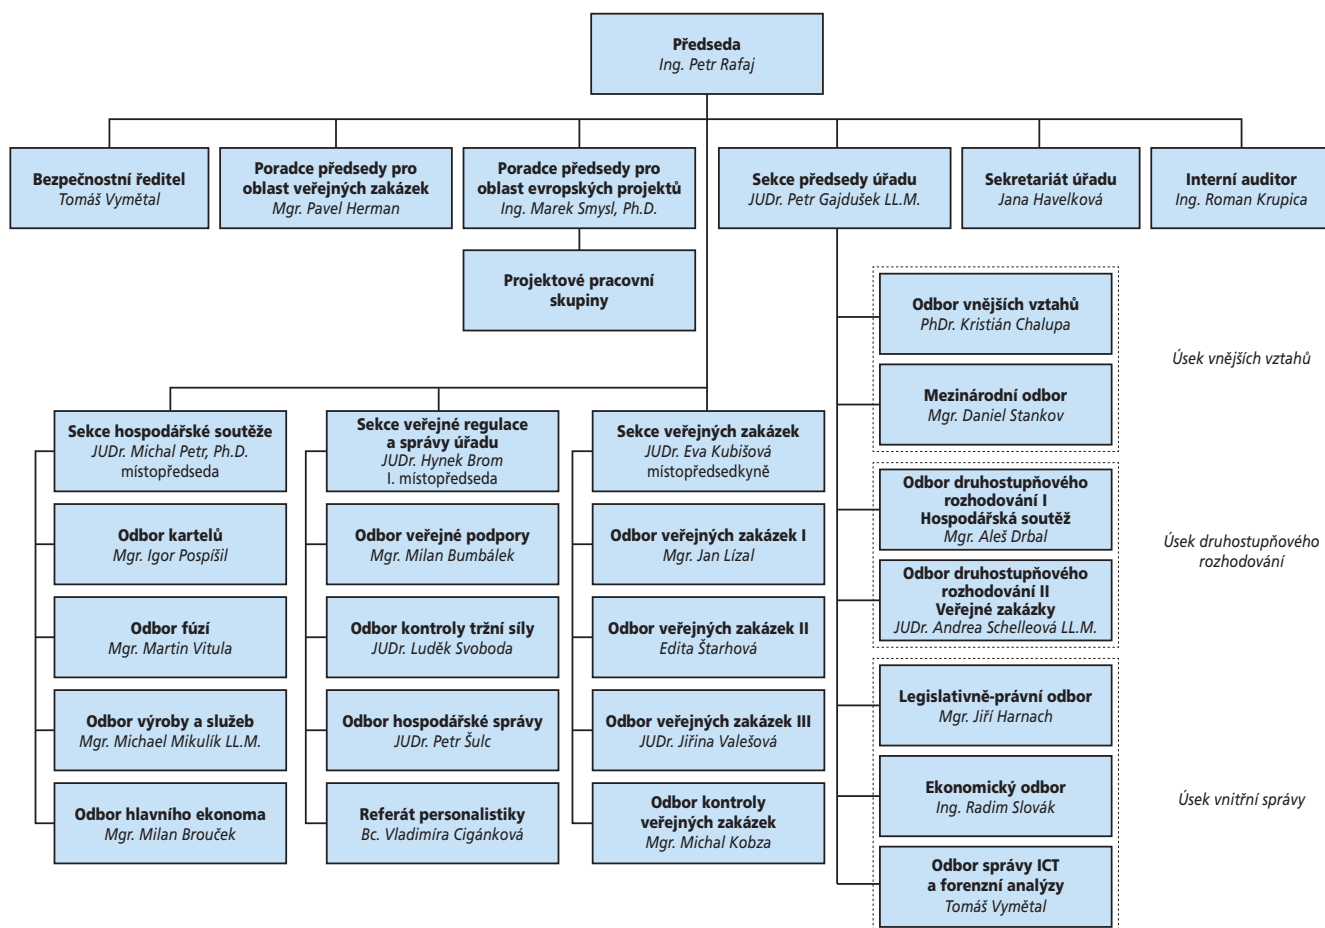 Předseda
Ing. Petr Rafaj
Bezpečnostní ředitel
Tomáš Vymětal
Poradce předsedy pro
oblast veřejných zakázek
Mgr. Pavel Herman
Poradce předsedy pro
oblast evropských projektů
Ing. Marek Smysl, Ph.D.
Sekce předsedy úřadu
JUDr. Petr Gajdušek LL.M.
Sekretariát úřadu
Jana Havelková
Interní auditor
Ing. Roman Krupica
Projektové pracovní
skupiny
Odbor vnějších vztahů
PhDr. Kristián Chalupa
Mezinárodní odbor
Mgr. Daniel Stankov
Úsek vnějších vztahů
Sekce hospodářské soutěže
JUDr. Michal Petr, Ph.D.
místopředseda
Odbor kartelů
Mgr. Igor Pospíšil
Odbor fúzí
Mgr. Martin Vitula
Odbor výroby a služeb
Mgr. Michael Mikulík LL.M.
Odbor hlavního ekonoma
Mgr. Milan Brouček
Sekce veřejné regulace
a správy úřadu
JUDr. Hynek Brom
I. místopředseda
Odbor veřejné podpory
Mgr. Milan Bumbálek
Odbor kontroly tržní síly
JUDr. Luděk Svoboda
Odbor hospodářské správy
JUDr. Petr Šulc
Referát personalistiky
Bc. Vladimíra Cigánková
Sekce veřejných zakázek
JUDr. Eva Kubišová
místopředsedkyně
Odbor veřejných zakázek I
Mgr. Jan Lízal
Odbor veřejných zakázek II
Edita Štarhová
Odbor veřejných zakázek III
JUDr. Jiřina Valešová
Odbor kontroly
veřejných zakázek
Mgr. Michal Kobza
Odbor druhostupňového
rozhodování I
Hospodářská soutěž
Mgr. Aleš Drbal
Odbor druhostupňového
rozhodování II
Veřejné zakázky
JUDr. Andrea Schelleová LL.M.
Úsek druhostupňového
rozhodování
Legislativně-právní odbor
Mgr. Jiří Harnach
Ekonomický odbor
Ing. Radim Slovák
Odbor správy ICT
a forenzní analýzy
Tomáš Vymětal
Úsek vnitřní správy